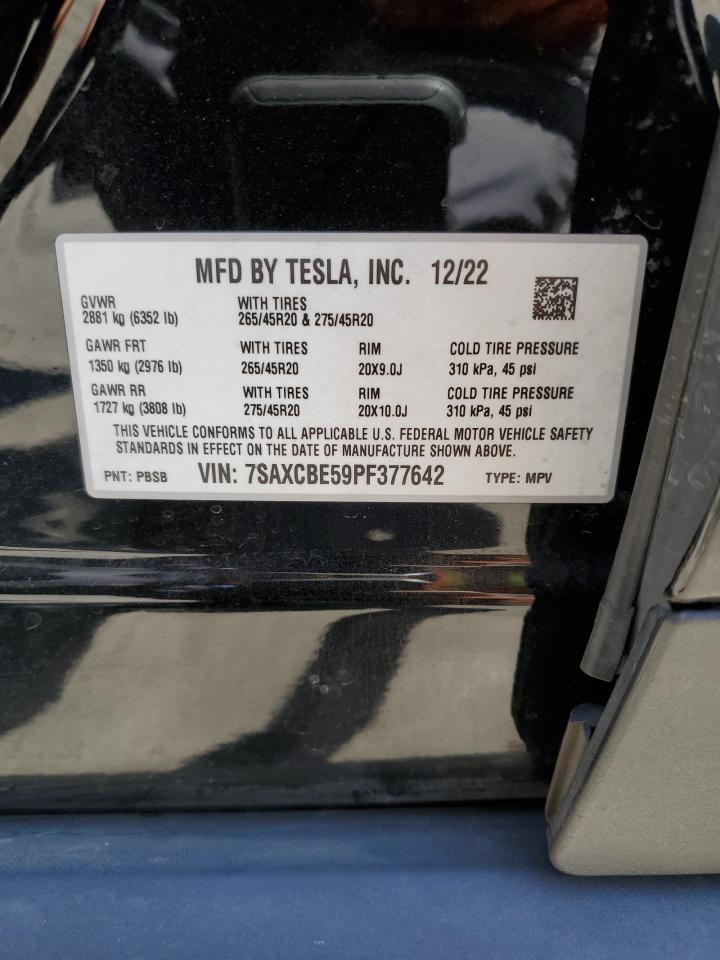 MFD BY TESLA, INC. 12/22
GVWR WITH TIRES
2881 kg (6352 lb) 265/45R20 & 275/45R20
GAWR FRT WITH TIRES RIM COLD TIRE PRESSURE
1350 kg (2976 lb) 265/45R20 20X9.0J 310 kPa, 45 psi
GAWR RR WITH TIRES RIM COLD TIRE PRESSURE
1727 kg (3808 lb) 275/45R20 20X10.0J 310 kPa, 45 psi
THIS VEHICLE CONFORMS TO ALL APPLICABLE U.S. FEDERAL MOTOR VEHICLE SAFETY
STANDARDS IN EFFECT ON THE DATE OF MANUFACTURE SHOWN ABOVE.
PNT: PBSB VIN: 7SAXCBE59PF377642 TYPE: MPV